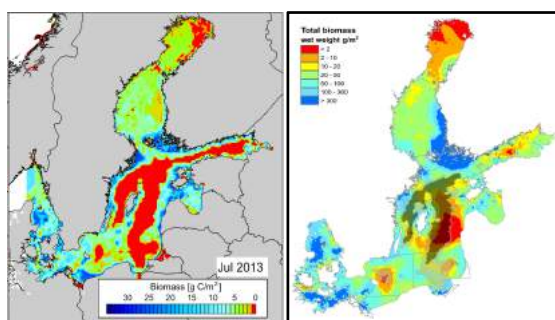 Jul 2013
Biomass [g C/m²]
35 30 25 20 15 10 5 0
Total biomass
wet weight g/m²
< 2
2 - 10
10 - 20
20 - 50
50 - 100
100 - 300
> 300